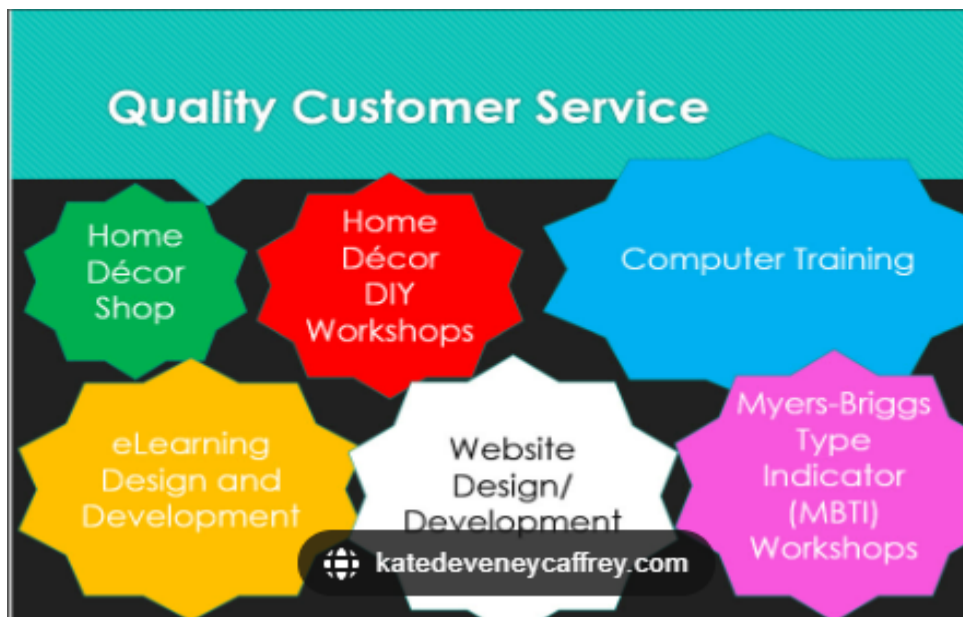 Quality Customer Service
Home
Décor
Shop
Home
Décor
DIY
Workshops
Computer Training
eLearning
Design and
Development
Website
Design/
Development
Myers-Briggs
Type
Indicator
(MBTI)
Workshops
katedeveneycaffrey.com